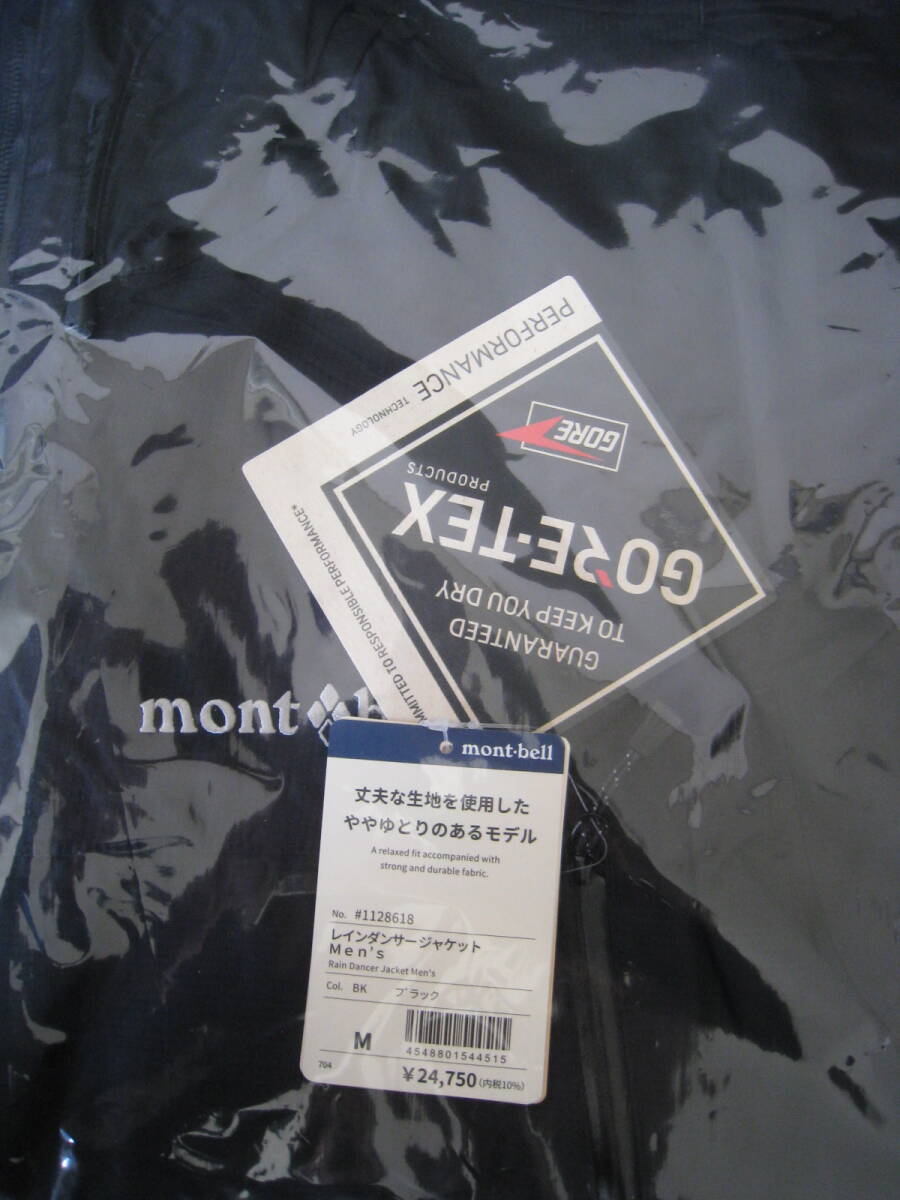 PERFORMANCE TECHNOLOGY
GORE
GO'RE-TEX
PRODUCTS
GUARANTEED
TO KEEP YOU DRY
TO RESPONSIBLE PERFORMANCE*
mont
mont·bell
丈夫な生地を使用した
ややゆとりのあるモデル
A relaxed fit accompanied with
strong and durable fabric.
No. #1128618
レインダンサージャケット
Men's
Rain Dancer Jacket Men's
Col. BK ブラック
M
4548801544515
704
¥24,750(内税10%)